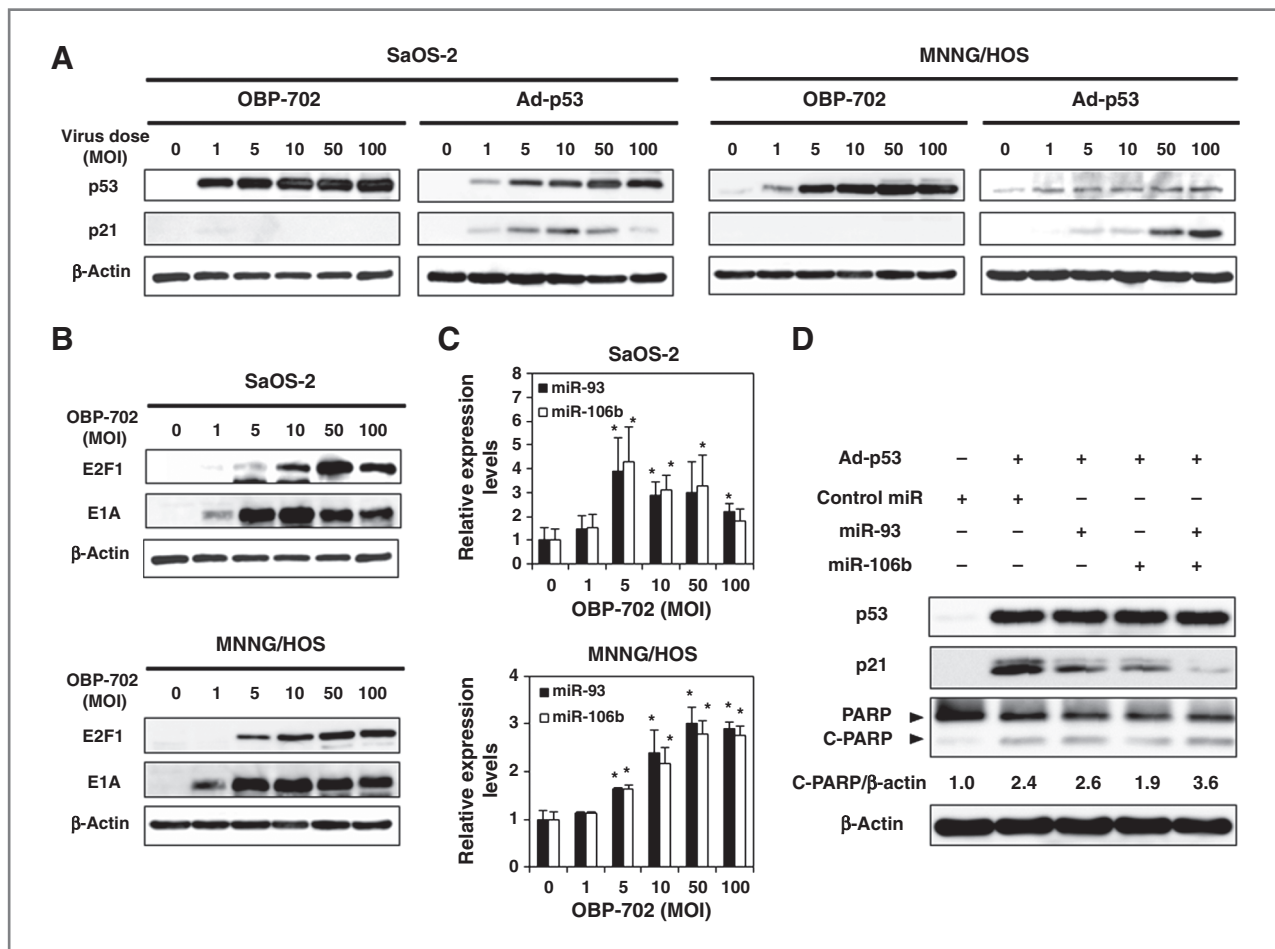 A
SaOS-2
MNNG/HOS
OBP-702
Ad-p53
OBP-702
Ad-p53
Virus dose
(MOI)
0 1 5 10 50 100
0 1 5 10 50 100
0 1 5 10 50 100
0 1 5 10 50 100
p53
p21
β-Actin
B
SaOS-2
OBP-702
(MOI)
0 1 5 10 50 100
E2F1
E1A
β-Actin
MNNG/HOS
OBP-702
(MOI)
0 1 5 10 50 100
E2F1
E1A
β-Actin
C
SaOS-2
Relative expression
levels
8
7
6
5
4
3
2
1
0
miR-93
miR-106b
* * * * * *
0 1 5 10 50 100
OBP-702 (MOI)
MNNG/HOS
Relative expression
levels
4
3
2
1
0
miR-93
miR-106b
* * * * * * * *
0 1 5 10 50 100
OBP-702 (MOI)
D
Ad-p53 – + + + +
Control miR + + – – –
miR-93 – – + – +
miR-106b – – – + +
p53
p21
PARP
C-PARP
C-PARP/β-actin 1.0 2.4 2.6 1.9 3.6
β-Actin